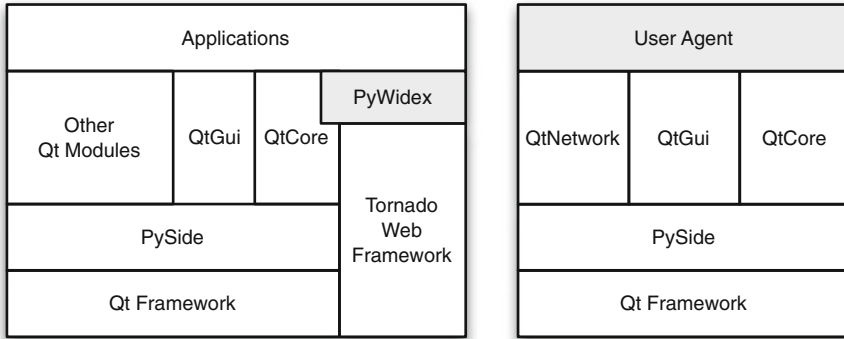 Applications
PyWidex
Other
Qt Modules
QtGui
QtCore
Tornado
Web
Framework
PySide
Qt Framework
User Agent
QtNetwork
QtGui
QtCore
PySide
Qt Framework